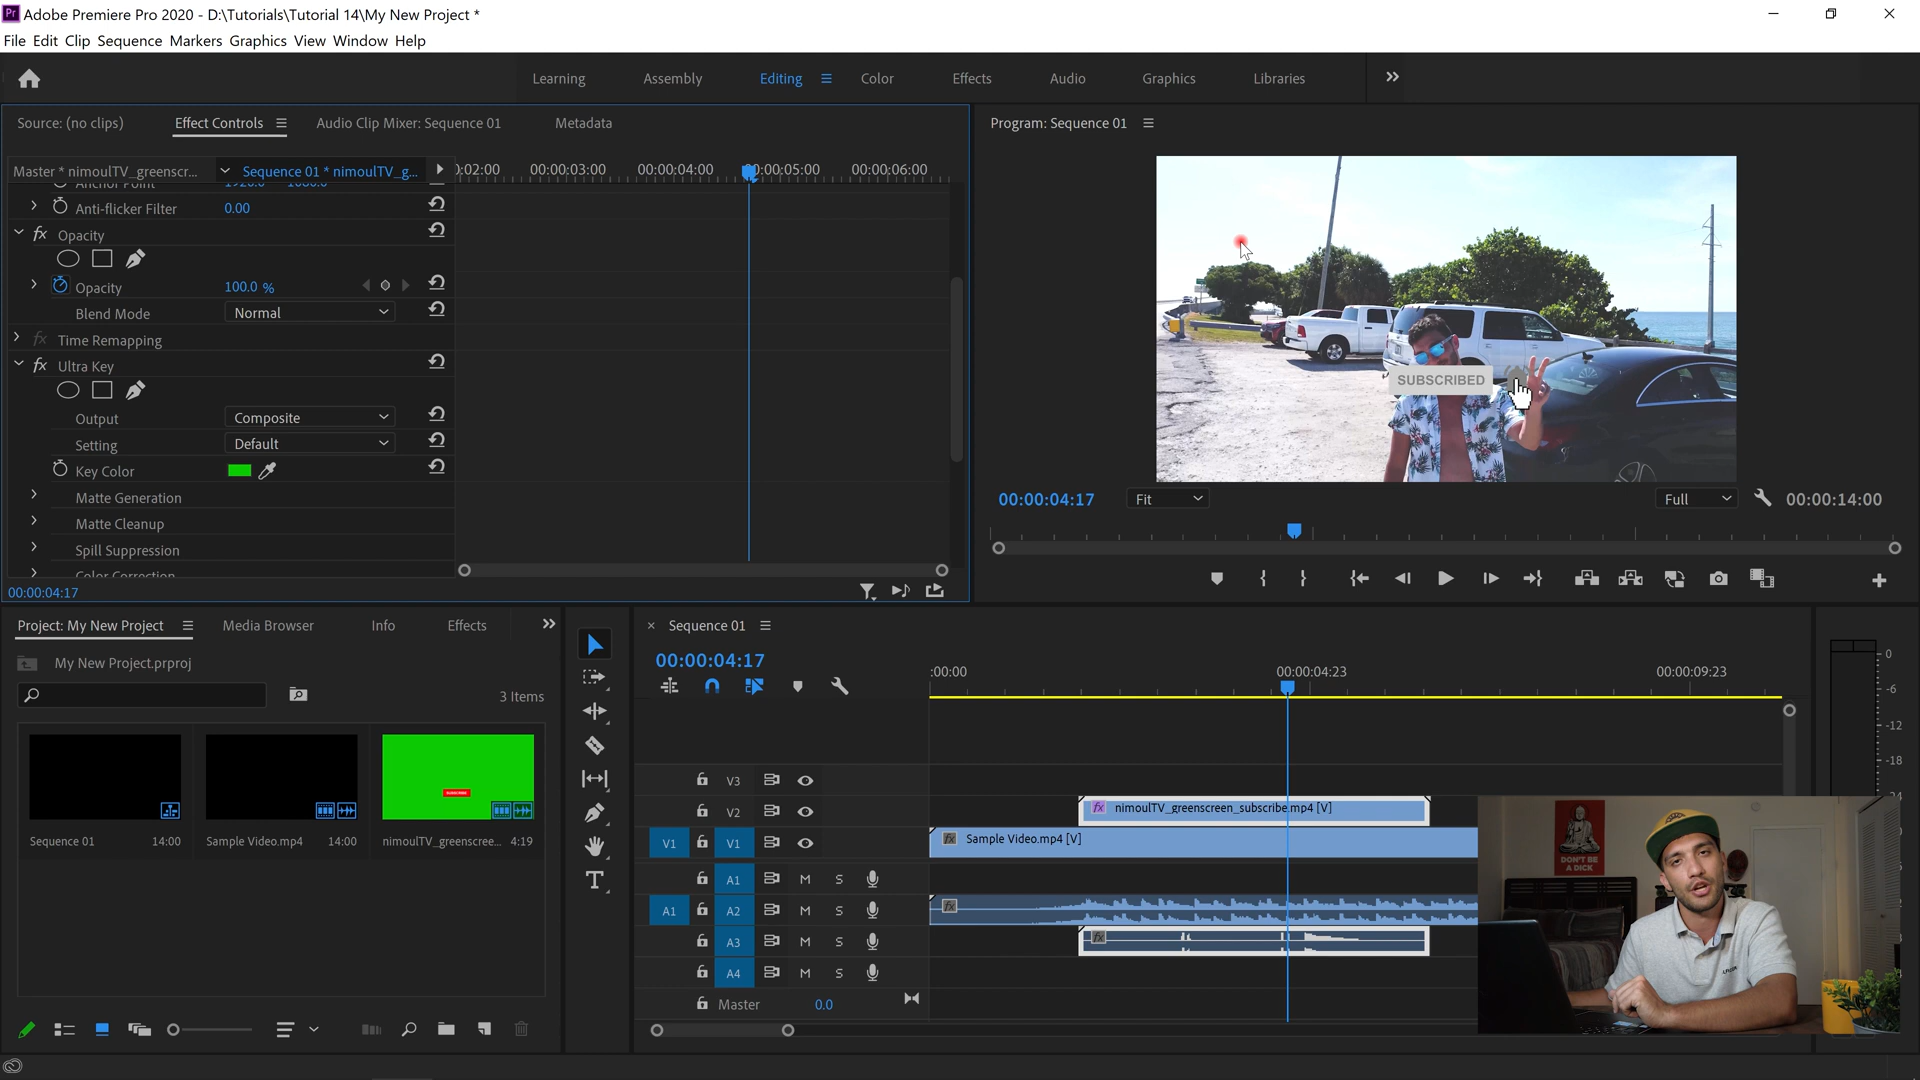 Pr Adobe Premiere Pro 2020 - D:\Tutorials\Tutorial 14\My New Project *
File Edit Clip Sequence Markers Graphics View Window Help
Learning Assembly Editing Color Effects Audio Graphics Libraries
Source: (no clips) Effect Controls Audio Clip Mixer: Sequence 01 Metadata
Program: Sequence 01
Master * nimoulTV_greenscr... Sequence 01 * nimoulTV_g...
:02:00 00:00:03:00 00:00:04:00 00:00:05:00 00:00:06:00
Anchor Point
Anti-flicker Filter 0.00
fx Opacity
Opacity 100.0 %
Blend Mode Normal
fx Time Remapping
fx Ultra Key
Output Composite
Setting Default
Key Color
Matte Generation
Matte Cleanup
Spill Suppression
Color Correction
00:00:04:17
SUBSCRIBED
00:00:04:17 Fit Full 00:00:14:00
Project: My New Project Media Browser Info Effects
My New Project.prproj
3 Items
Sequence 01 14:00
Sample Video.mp4 14:00
SUBSCRIBE
nimoulTV_greenscree... 4:19
Sequence 01
00:00:04:17
:00:00 00:00:04:23 00:00:09:23
V3
V2
fx nimoulTV_greenscreen_subscribe.mp4 [V]
V1 V1
fx Sample Video.mp4 [V]
A1 M S
A1 A2 M S
fx
A3 M S
fx
A4 M S
Master 0.0
T
0
-6
-12
-18
DON'T BE
A DICK